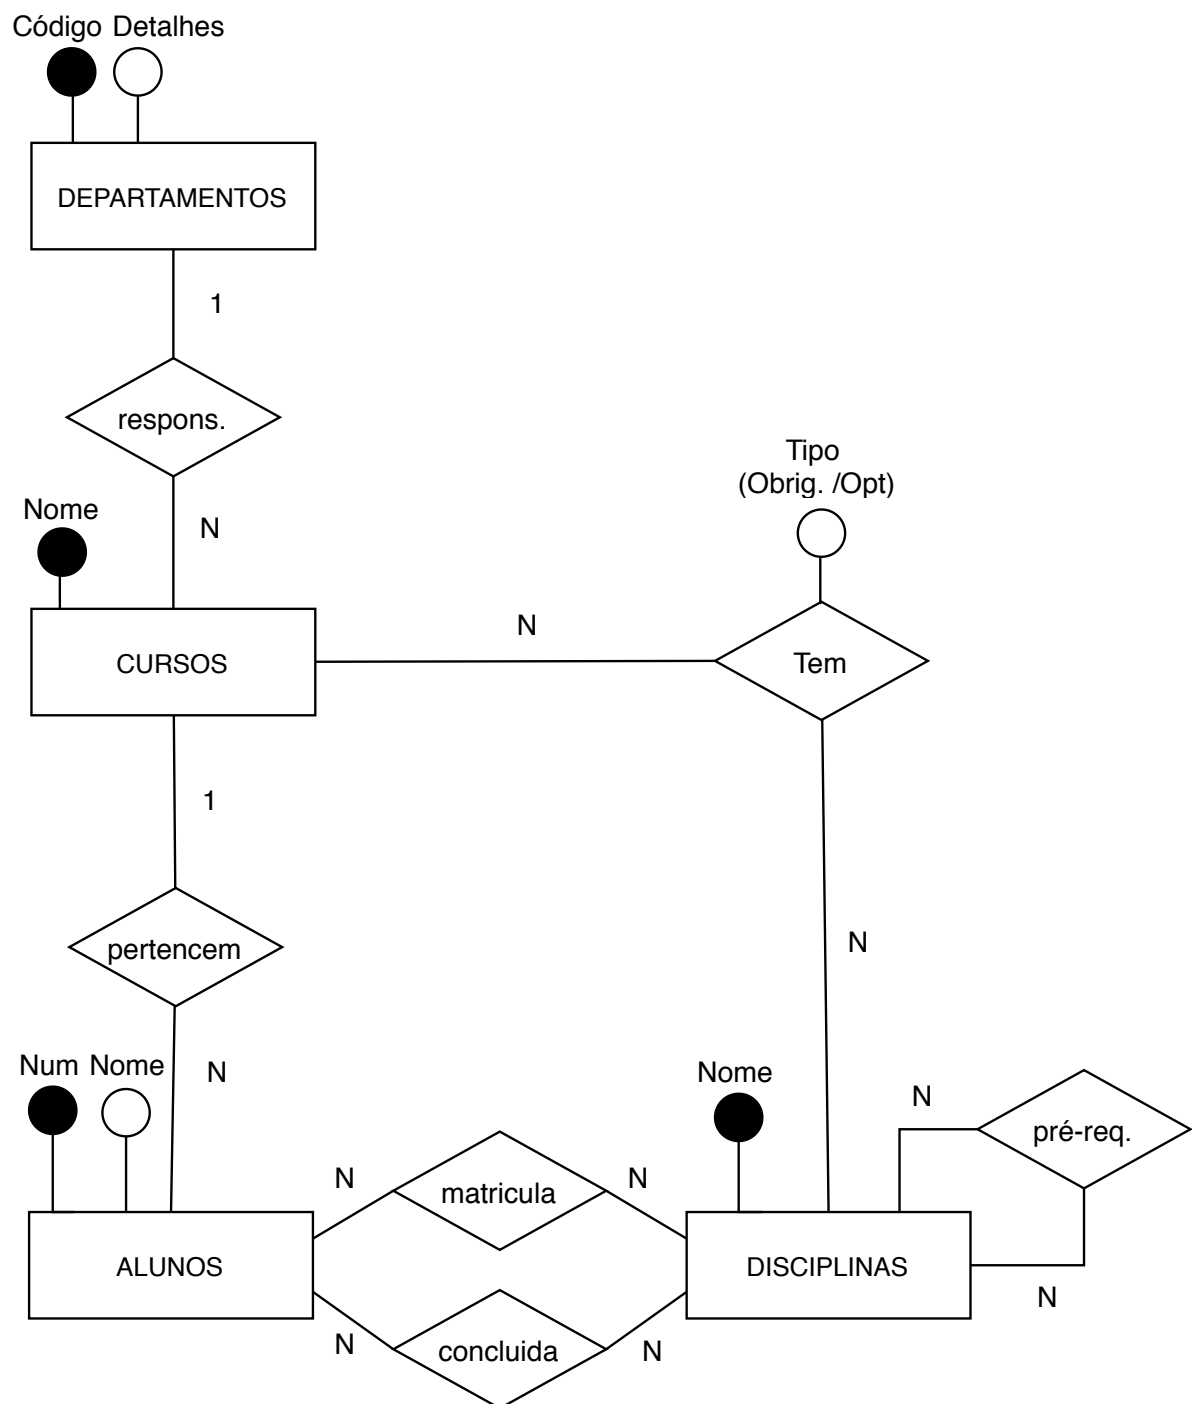 Código Detalhes
DEPARTAMENTOS
1
respons.
Nome
N
CURSOS
N
Tipo
(Obrig. /Opt)
Tem
1
pertencem
N
Num Nome
N
Nome
N
pré-req.
N
matricula
N
ALUNOS
DISCIPLINAS
N
N
concluida
N